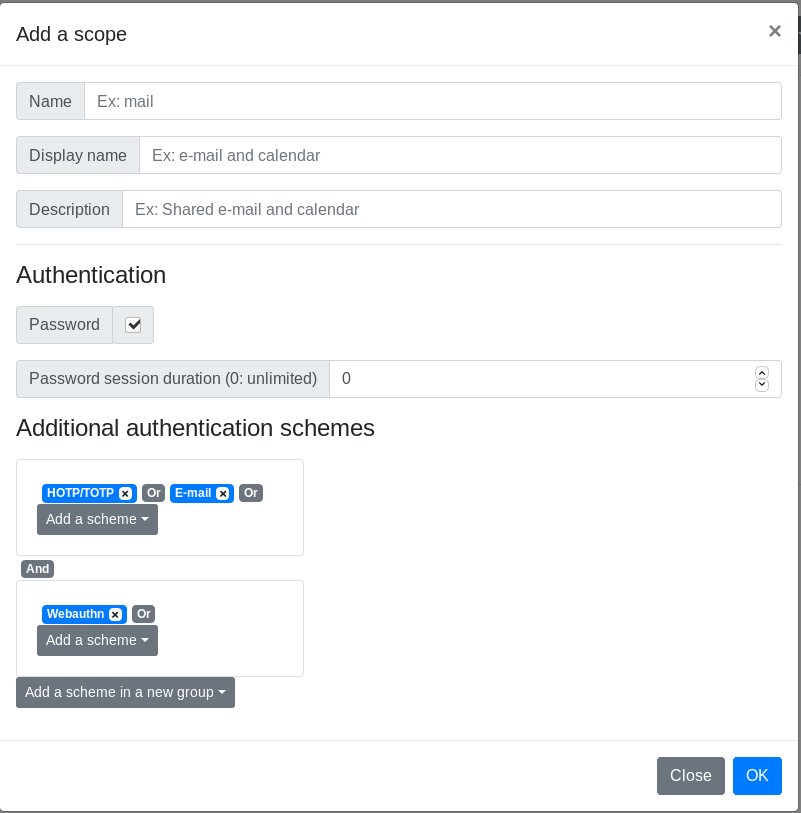 Add a scope ×
Name Ex: mail
Display name Ex: e-mail and calendar
Description Ex: Shared e-mail and calendar
Authentication
Password
Password session duration (0: unlimited) 0
Additional authentication schemes
HOTP/TOTP Or E-mail Or
Add a scheme
And
Webauthn Or
Add a scheme
Add a scheme in a new group
Close OK